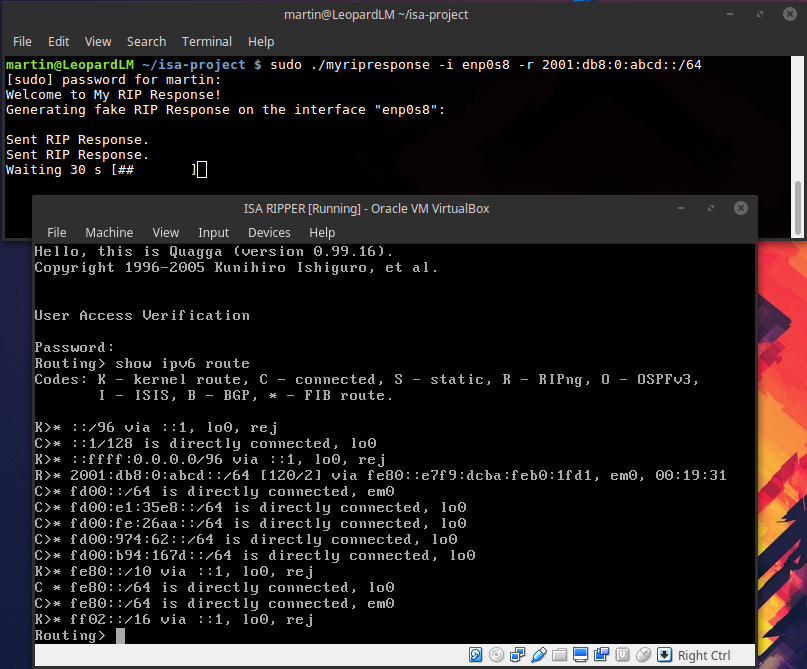 martin@LeopardLM ~/isa-project
File Edit View Search Terminal Help
martin@LeopardLM ~/isa-project $ sudo ./myripresponse -i enp0s8 -r 2001:db8:0:abcd::/64
[sudo] password for martin:
Welcome to My RIP Response!
Generating fake RIP Response on the interface "enp0s8":
Sent RIP Response.
Sent RIP Response.
Waiting 30 s [##       ]
ISA RIPPER [Running] - Oracle VM VirtualBox
File Machine View Input Devices Help
Hello, this is Quagga (version 0.99.16).
Copyright 1996-2005 Kunihiro Ishiguro, et al.
User Access Verification
Password:
Routing> show ipv6 route
Codes: K - kernel route, C - connected, S - static, R - RIPng, O - OSPFv3,
       I - ISIS, B - BGP, * - FIB route.
K>* ::/96 via ::1, lo0, rej
C>* ::1/128 is directly connected, lo0
K>* ::ffff:0.0.0.0/96 via ::1, lo0, rej
R>* 2001:db8:0:abcd::/64 [120/2] via fe80::e7f9:dcba:feb0:1fd1, em0, 00:19:31
C>* fd00::/64 is directly connected, em0
C>* fd00:e1:35e8::/64 is directly connected, lo0
C>* fd00:fe:26aa::/64 is directly connected, lo0
C>* fd00:974:62::/64 is directly connected, lo0
C>* fd00:b94:167d::/64 is directly connected, lo0
K>* fe80::/10 via ::1, lo0, rej
C * fe80::/64 is directly connected, lo0
C>* fe80::/64 is directly connected, em0
K>* ff02::/16 via ::1, lo0, rej
Routing>
Right Ctrl